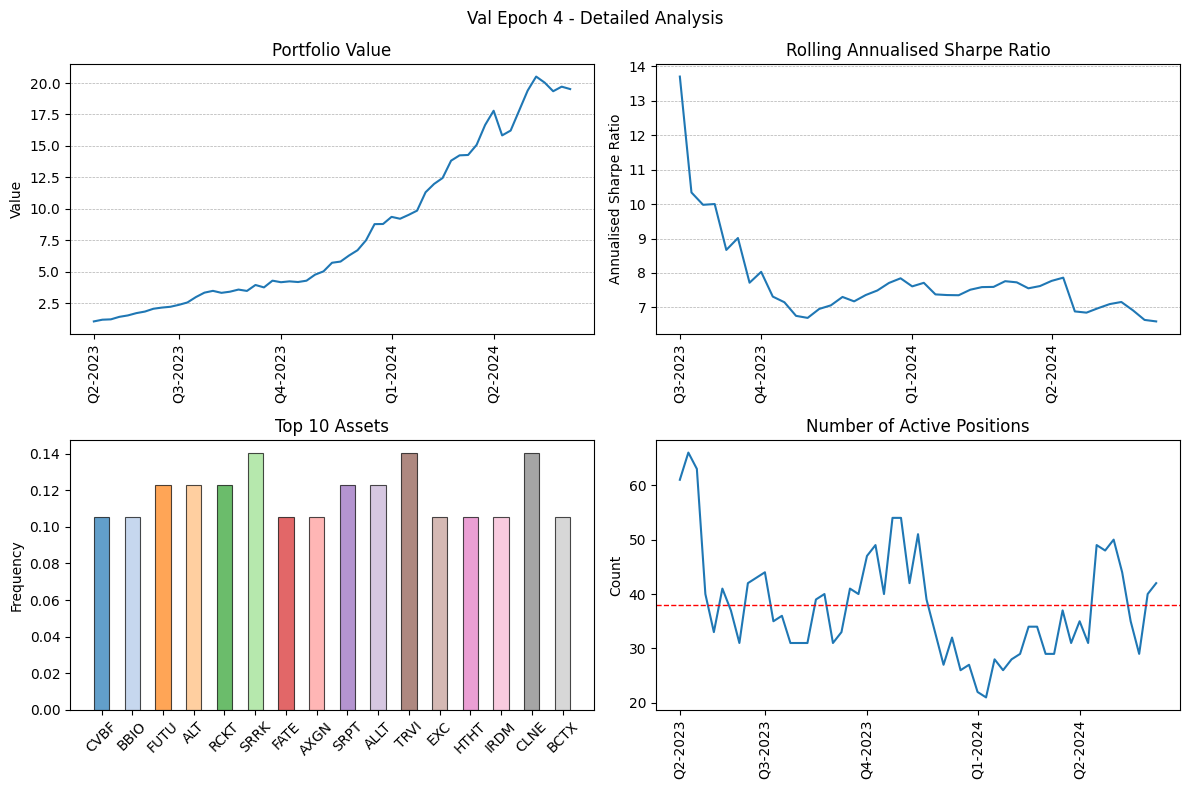 Val Epoch 4 - Detailed Analysis
Portfolio Value
Value
20.0
17.5
15.0
12.5
10.0
7.5
5.0
2.5
Q2-2023
Q3-2023
Q4-2023
Q1-2024
Q2-2024
Rolling Annualised Sharpe Ratio
Annualised Sharpe Ratio
14
13
12
11
10
9
8
7
Q3-2023
Q4-2023
Q1-2024
Q2-2024
Top 10 Assets
Frequency
0.14
0.12
0.10
0.08
0.06
0.04
0.02
0.00
CVBF
BBIO
FUTU
ALT
RCKT
SRRK
FATE
AXGN
SRPT
ALLT
TRVI
EXC
HTHT
IRDM
CLNE
BCTX
Number of Active Positions
Count
60
50
40
30
20
Q2-2023
Q3-2023
Q4-2023
Q1-2024
Q2-2024